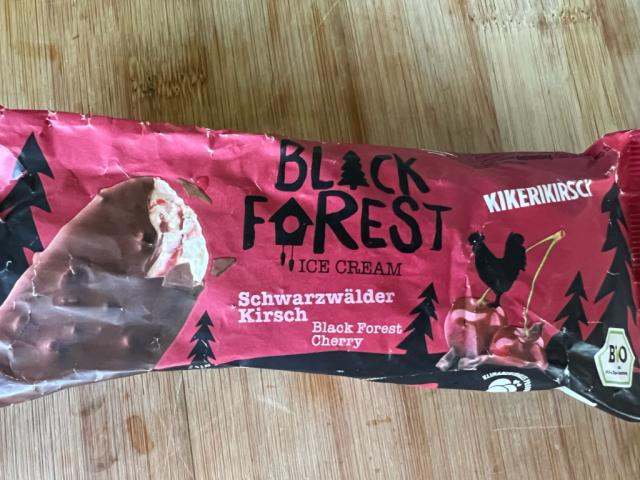 BLACK
FOREST
ICE CREAM
Schwarzwälder
Kirsch
Black Forest
Cherry
KIKERIKIRSCH
BIO